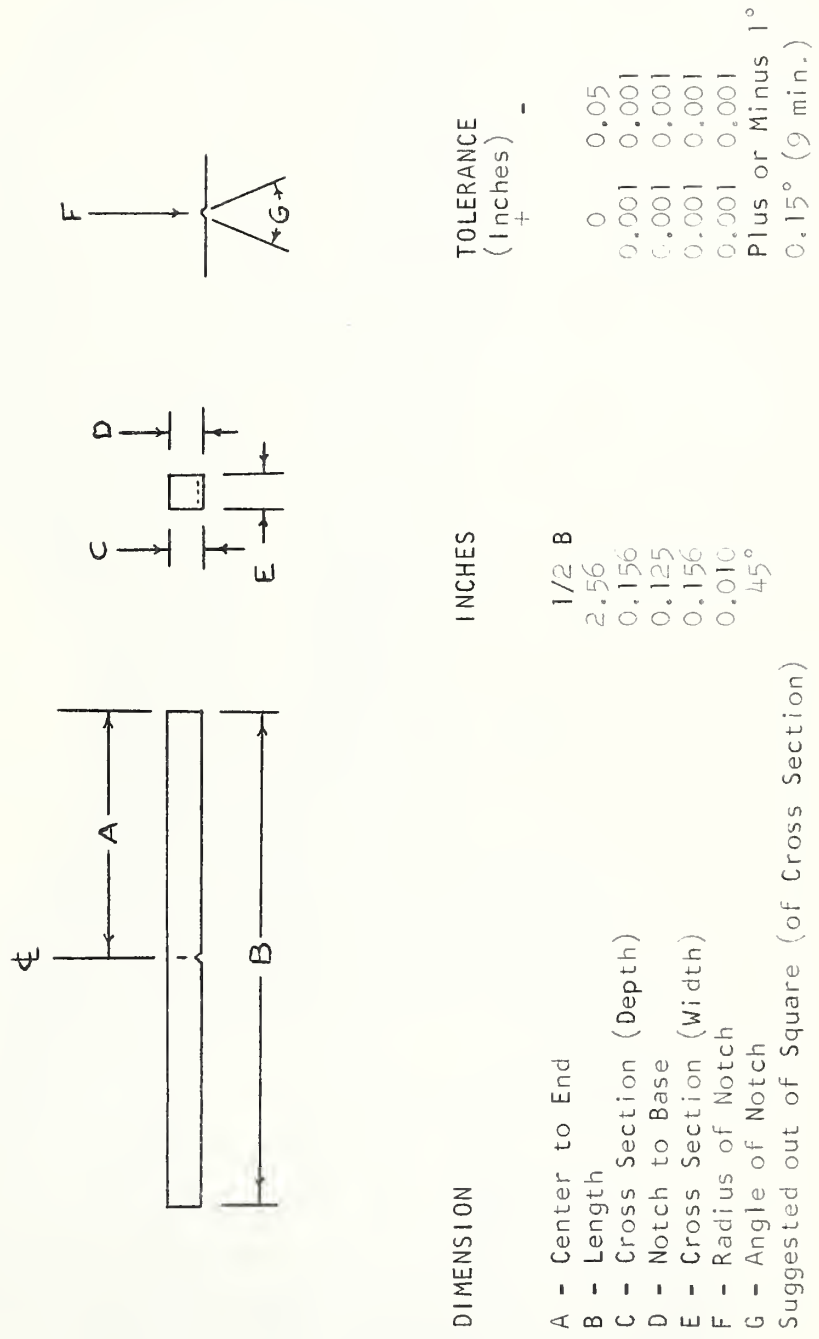 ℄
F
A C D
B E G
DIMENSION INCHES TOLERANCE
(Inches)
+ -
A - Center to End 1/2 B
B - Length 2.56 0 0.05
C - Cross Section (Depth) 0.156 0.001 0.001
D - Notch to Base 0.125 0.001 0.001
E - Cross Section (Width) 0.156 0.001 0.001
F - Radius of Notch 0.010 0.001 0.001
G - Angle of Notch 45° Plus or Minus 1°
Suggested out of Square (of Cross Section) 0.15° (9 min.)